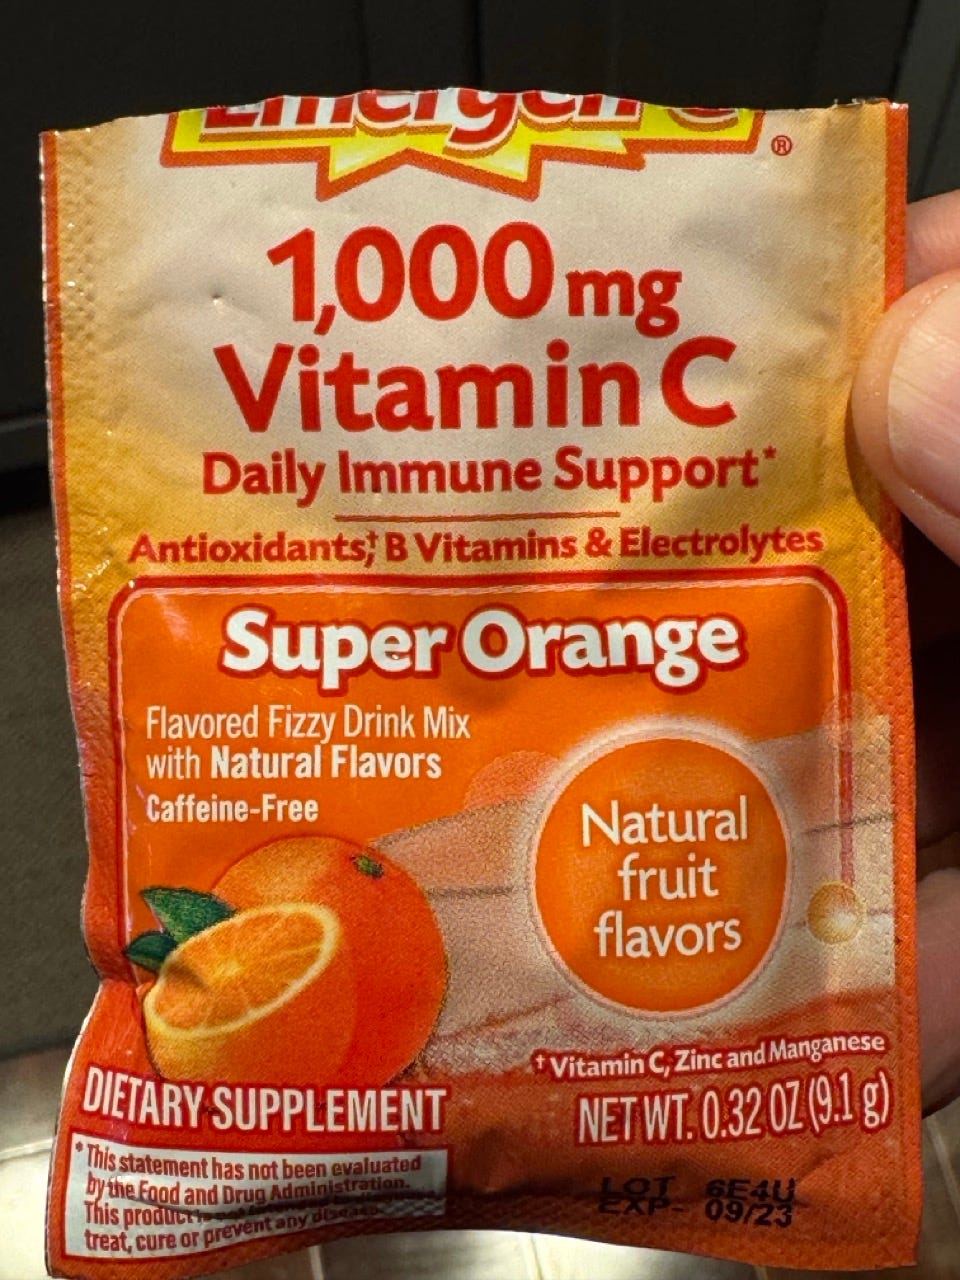 ®
1,000 mg
Vitamin C
Daily Immune Support*
Antioxidants,† B Vitamins & Electrolytes
Super Orange
Flavored Fizzy Drink Mix
with Natural Flavors
Caffeine-Free
Natural
fruit
flavors
† Vitamin C, Zinc and Manganese
NET WT. 0.32 OZ (9.1 g)
DIETARY SUPPLEMENT
*This statement has not been evaluated
by the Food and Drug Administration.
This product
treat, cure or prevent any disease.
LOT 6E4U
EXP- 09/23